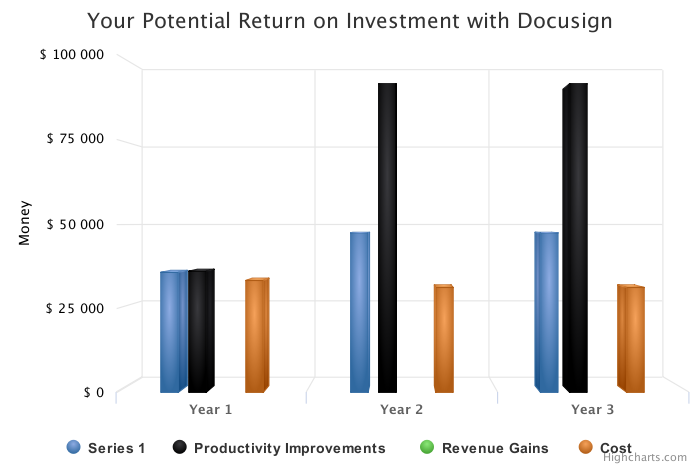 Your Potential Return on Investment with Docusign
$ 100 000
$ 75 000
$ 50 000
$ 25 000
$ 0
Money
Year 1
Year 2
Year 3
Series 1
Productivity Improvements
Revenue Gains
Cost
Highcharts.com